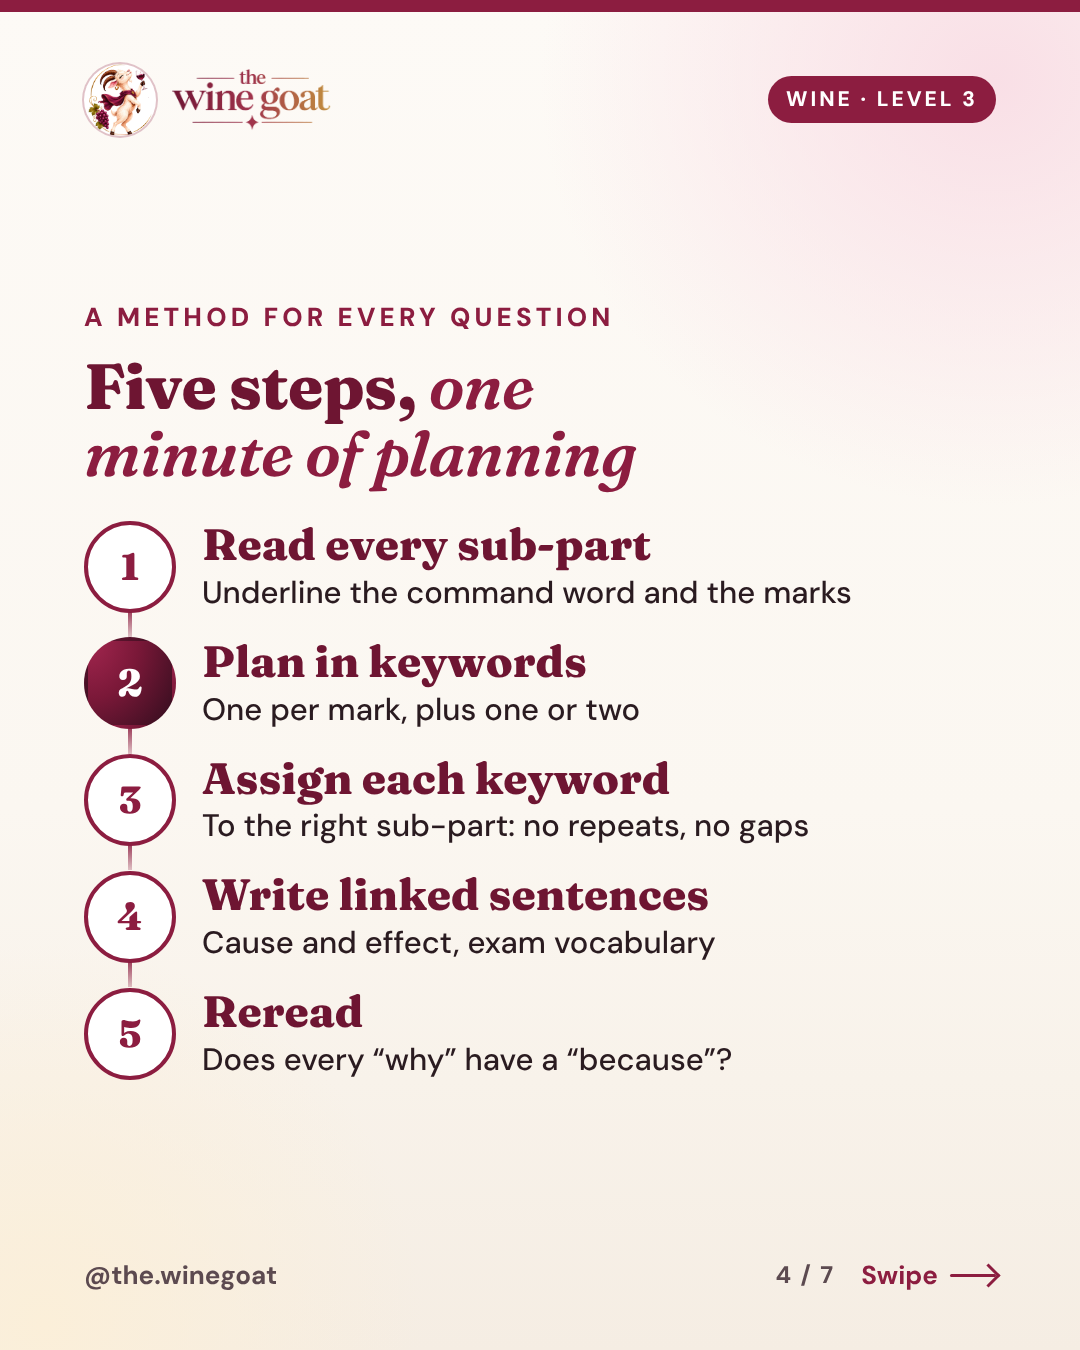 the
wine goat
WINE · LEVEL 3
A METHOD FOR EVERY QUESTION
Five steps, one
minute of planning
1
Read every sub-part
Underline the command word and the marks
2
Plan in keywords
One per mark, plus one or two
3
Assign each keyword
To the right sub-part: no repeats, no gaps
4
Write linked sentences
Cause and effect, exam vocabulary
5
Reread
Does every “why” have a “because”?
@the.winegoat
4 / 7 Swipe